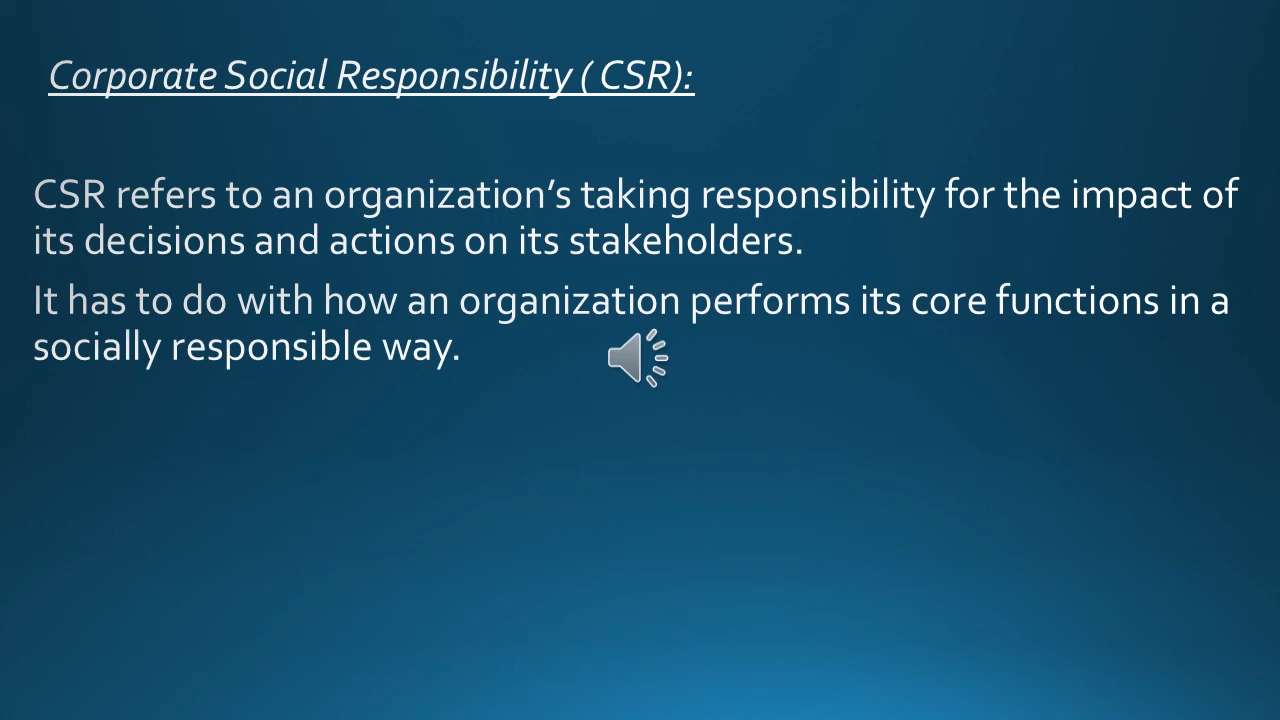 Corporate Social Responsibility ( CSR):
CSR refers to an organization’s taking responsibility for the impact of
its decisions and actions on its stakeholders.
It has to do with how an organization performs its core functions in a
socially responsible way.